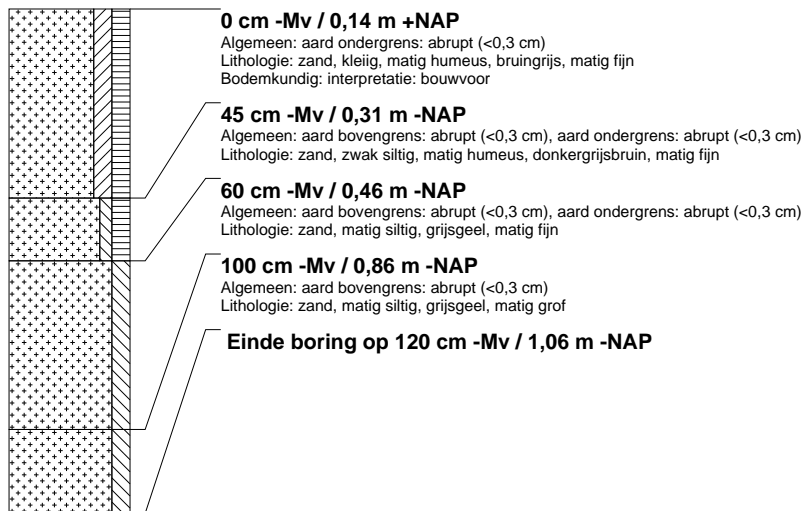 0 cm -Mv / 0,14 m +NAP
Algemeen: aard ondergrens: abrupt (<0,3 cm)
Lithologie: zand, kleiig, matig humeus, bruingrijs, matig fijn
Bodemkundig: interpretatie: bouwvoor
45 cm -Mv / 0,31 m -NAP
Algemeen: aard bovengrens: abrupt (<0,3 cm), aard ondergrens: abrupt (<0,3 cm)
Lithologie: zand, zwak siltig, matig humeus, donkergrijsbruin, matig fijn
60 cm -Mv / 0,46 m -NAP
Algemeen: aard bovengrens: abrupt (<0,3 cm), aard ondergrens: abrupt (<0,3 cm)
Lithologie: zand, matig siltig, grijsgeel, matig fijn
100 cm -Mv / 0,86 m -NAP
Algemeen: aard bovengrens: abrupt (<0,3 cm)
Lithologie: zand, matig siltig, grijsgeel, matig grof
Einde boring op 120 cm -Mv / 1,06 m -NAP